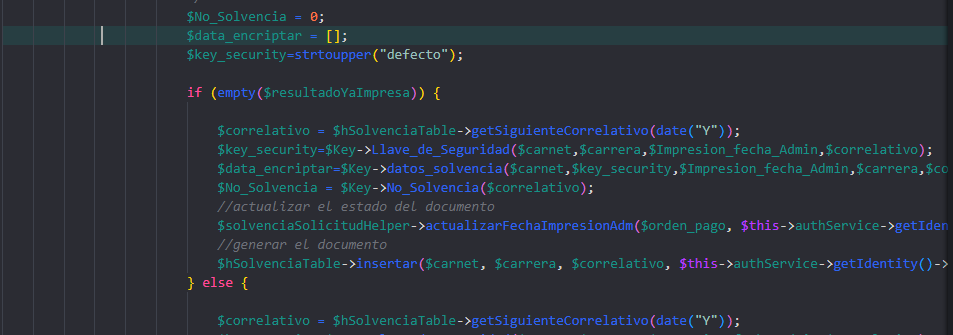 $No_Solvencia = 0;
$data_encriptar = [];
$key_security=strtoupper("defecto");
if (empty($resultadoYaImpresa)) {
$correlativo = $hSolvenciaTable->getSiguienteCorrelativo(date("Y"));
$key_security=$Key->Llave_de_Seguridad($carnet,$carrera,$Impresion_fecha_Admin,$correlativo);
$data_encriptar=$Key->datos_solvencia($carnet,$key_security,$Impresion_fecha_Admin,$carrera,$co
$No_Solvencia = $Key->No_Solvencia($correlativo);
//actualizar el estado del documento
$solvenciaSolicitudHelper->actualizarFechaImpresionAdm($orden_pago, $this->authService->getIden
//generar el documento
$hSolvenciaTable->insertar($carnet, $carrera, $correlativo, $this->authService->getIdentity()->
} else {
$correlativo = $hSolvenciaTable->getSiguienteCorrelativo(date("Y"));